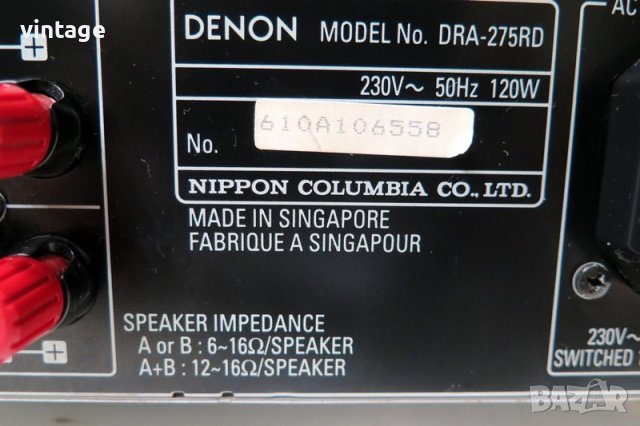 vintage
DENON MODEL No. DRA-275RD
AC
230V~ 50Hz 120W
No. 610A106558
NIPPON COLUMBIA CO., LTD.
MADE IN SINGAPORE
FABRIQUE A SINGAPOUR
SPEAKER IMPEDANCE
A or B : 6~16Ω/SPEAKER
A+B : 12~16Ω/SPEAKER
230V~
SWITCHED
bazar